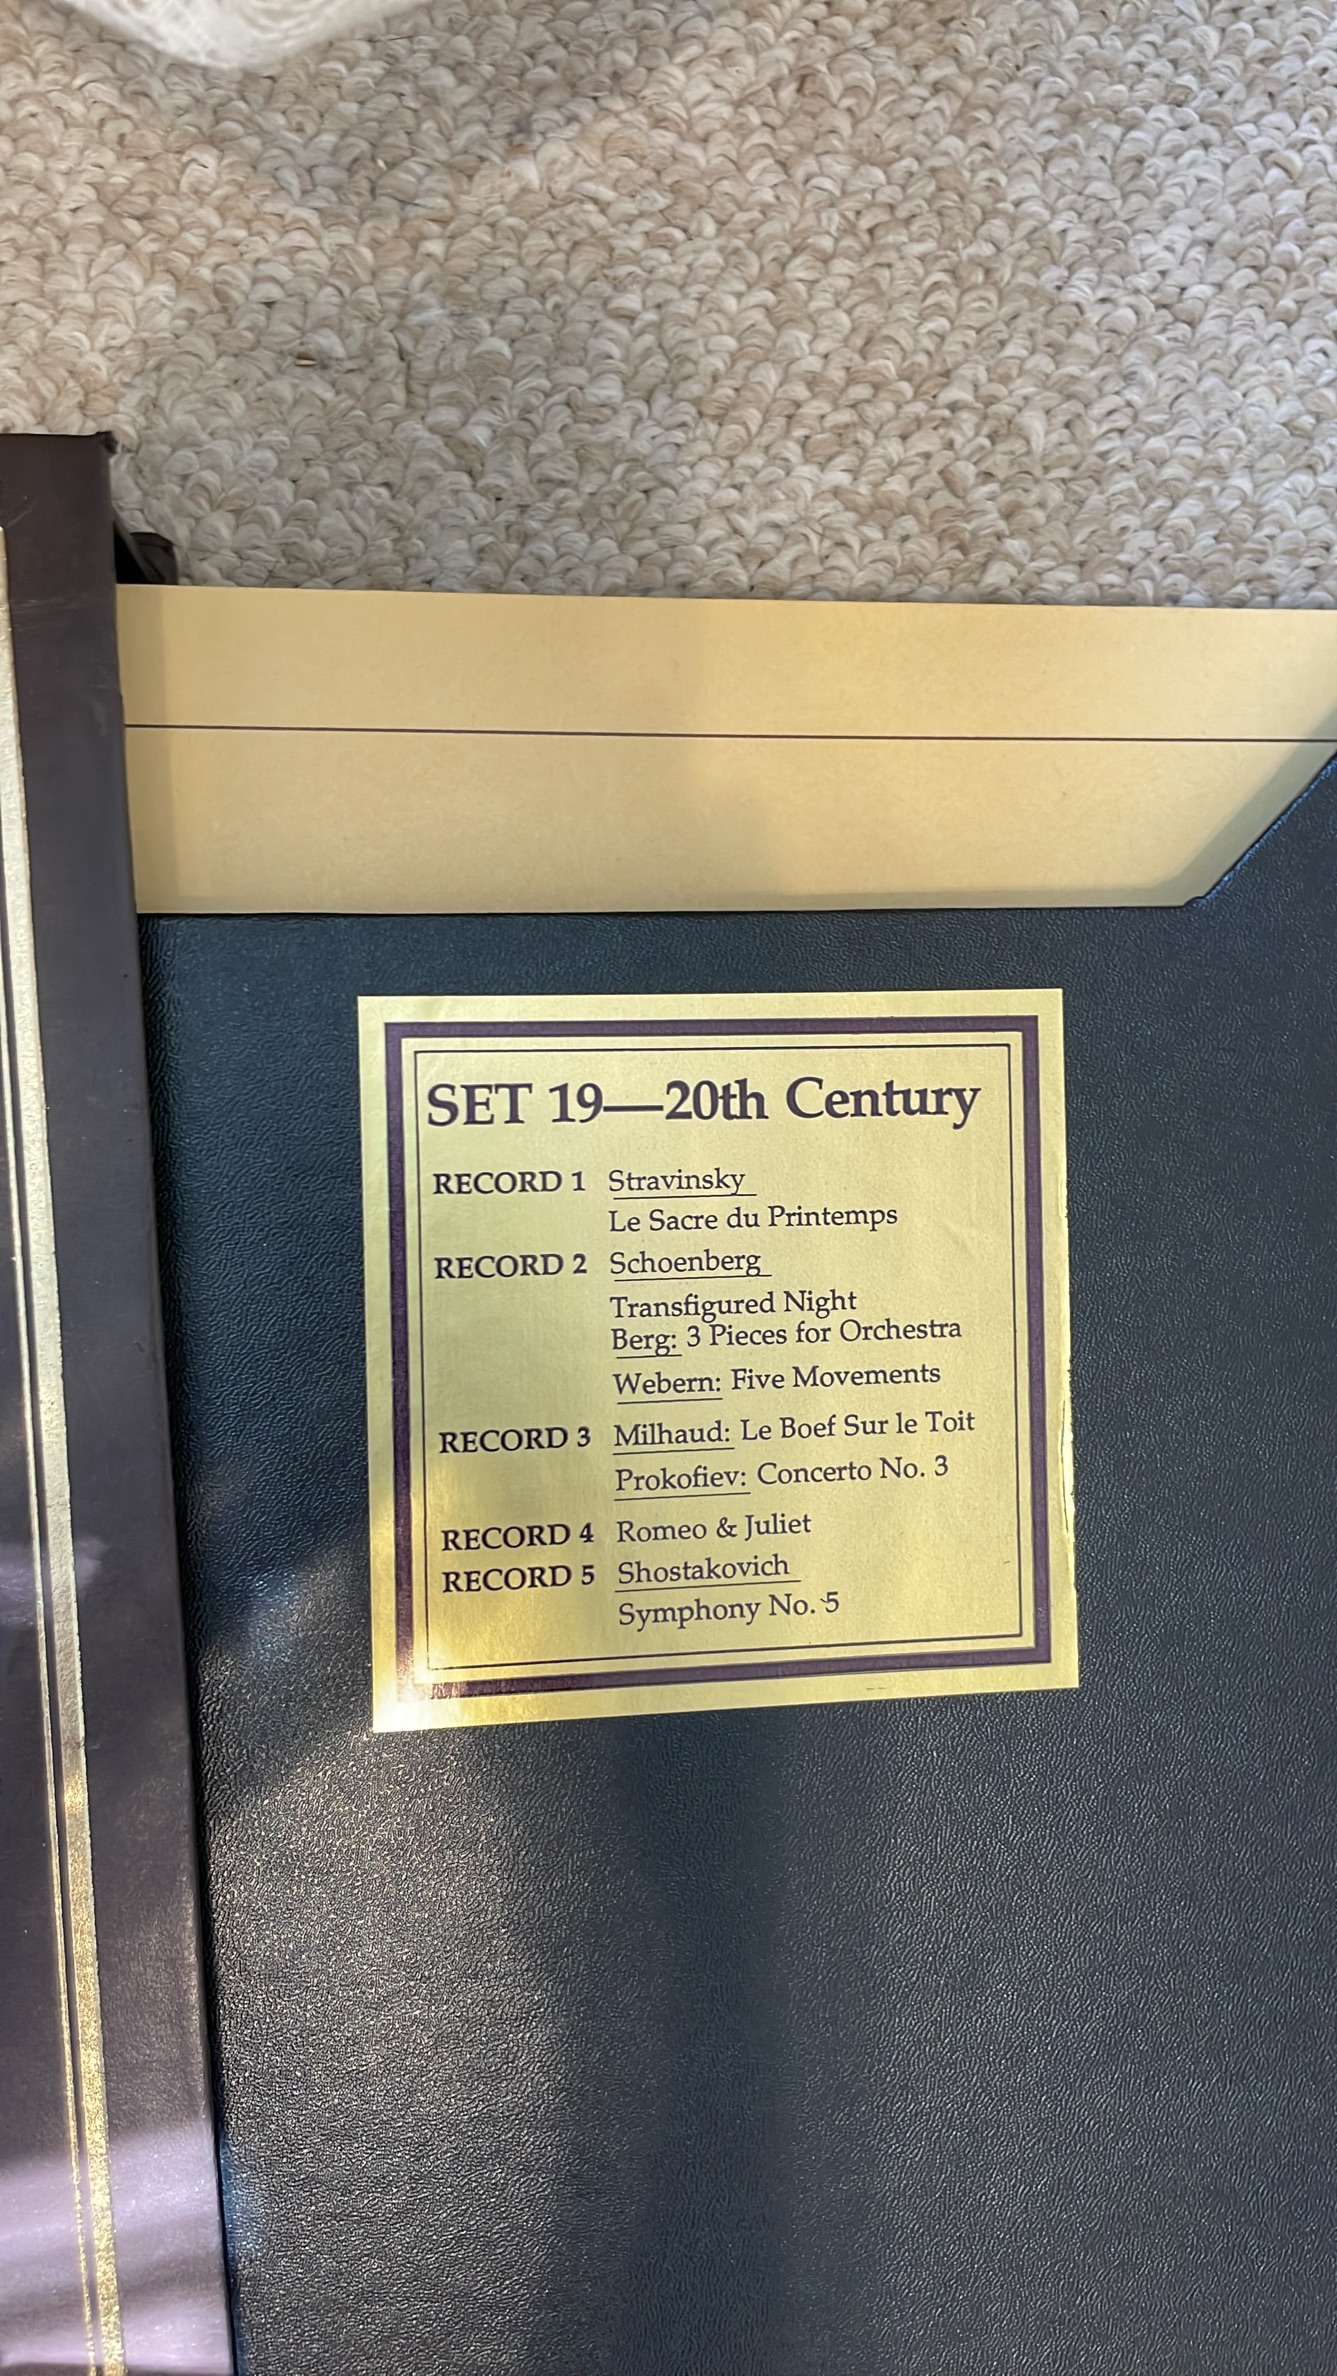 SET 19—20th Century
RECORD 1 Stravinsky
Le Sacre du Printemps
RECORD 2 Schoenberg
Transfigured Night
Berg: 3 Pieces for Orchestra
Webern: Five Movements
RECORD 3 Milhaud: Le Boef Sur le Toit
Prokofiev: Concerto No. 3
RECORD 4 Romeo & Juliet
RECORD 5 Shostakovich
Symphony No. 5